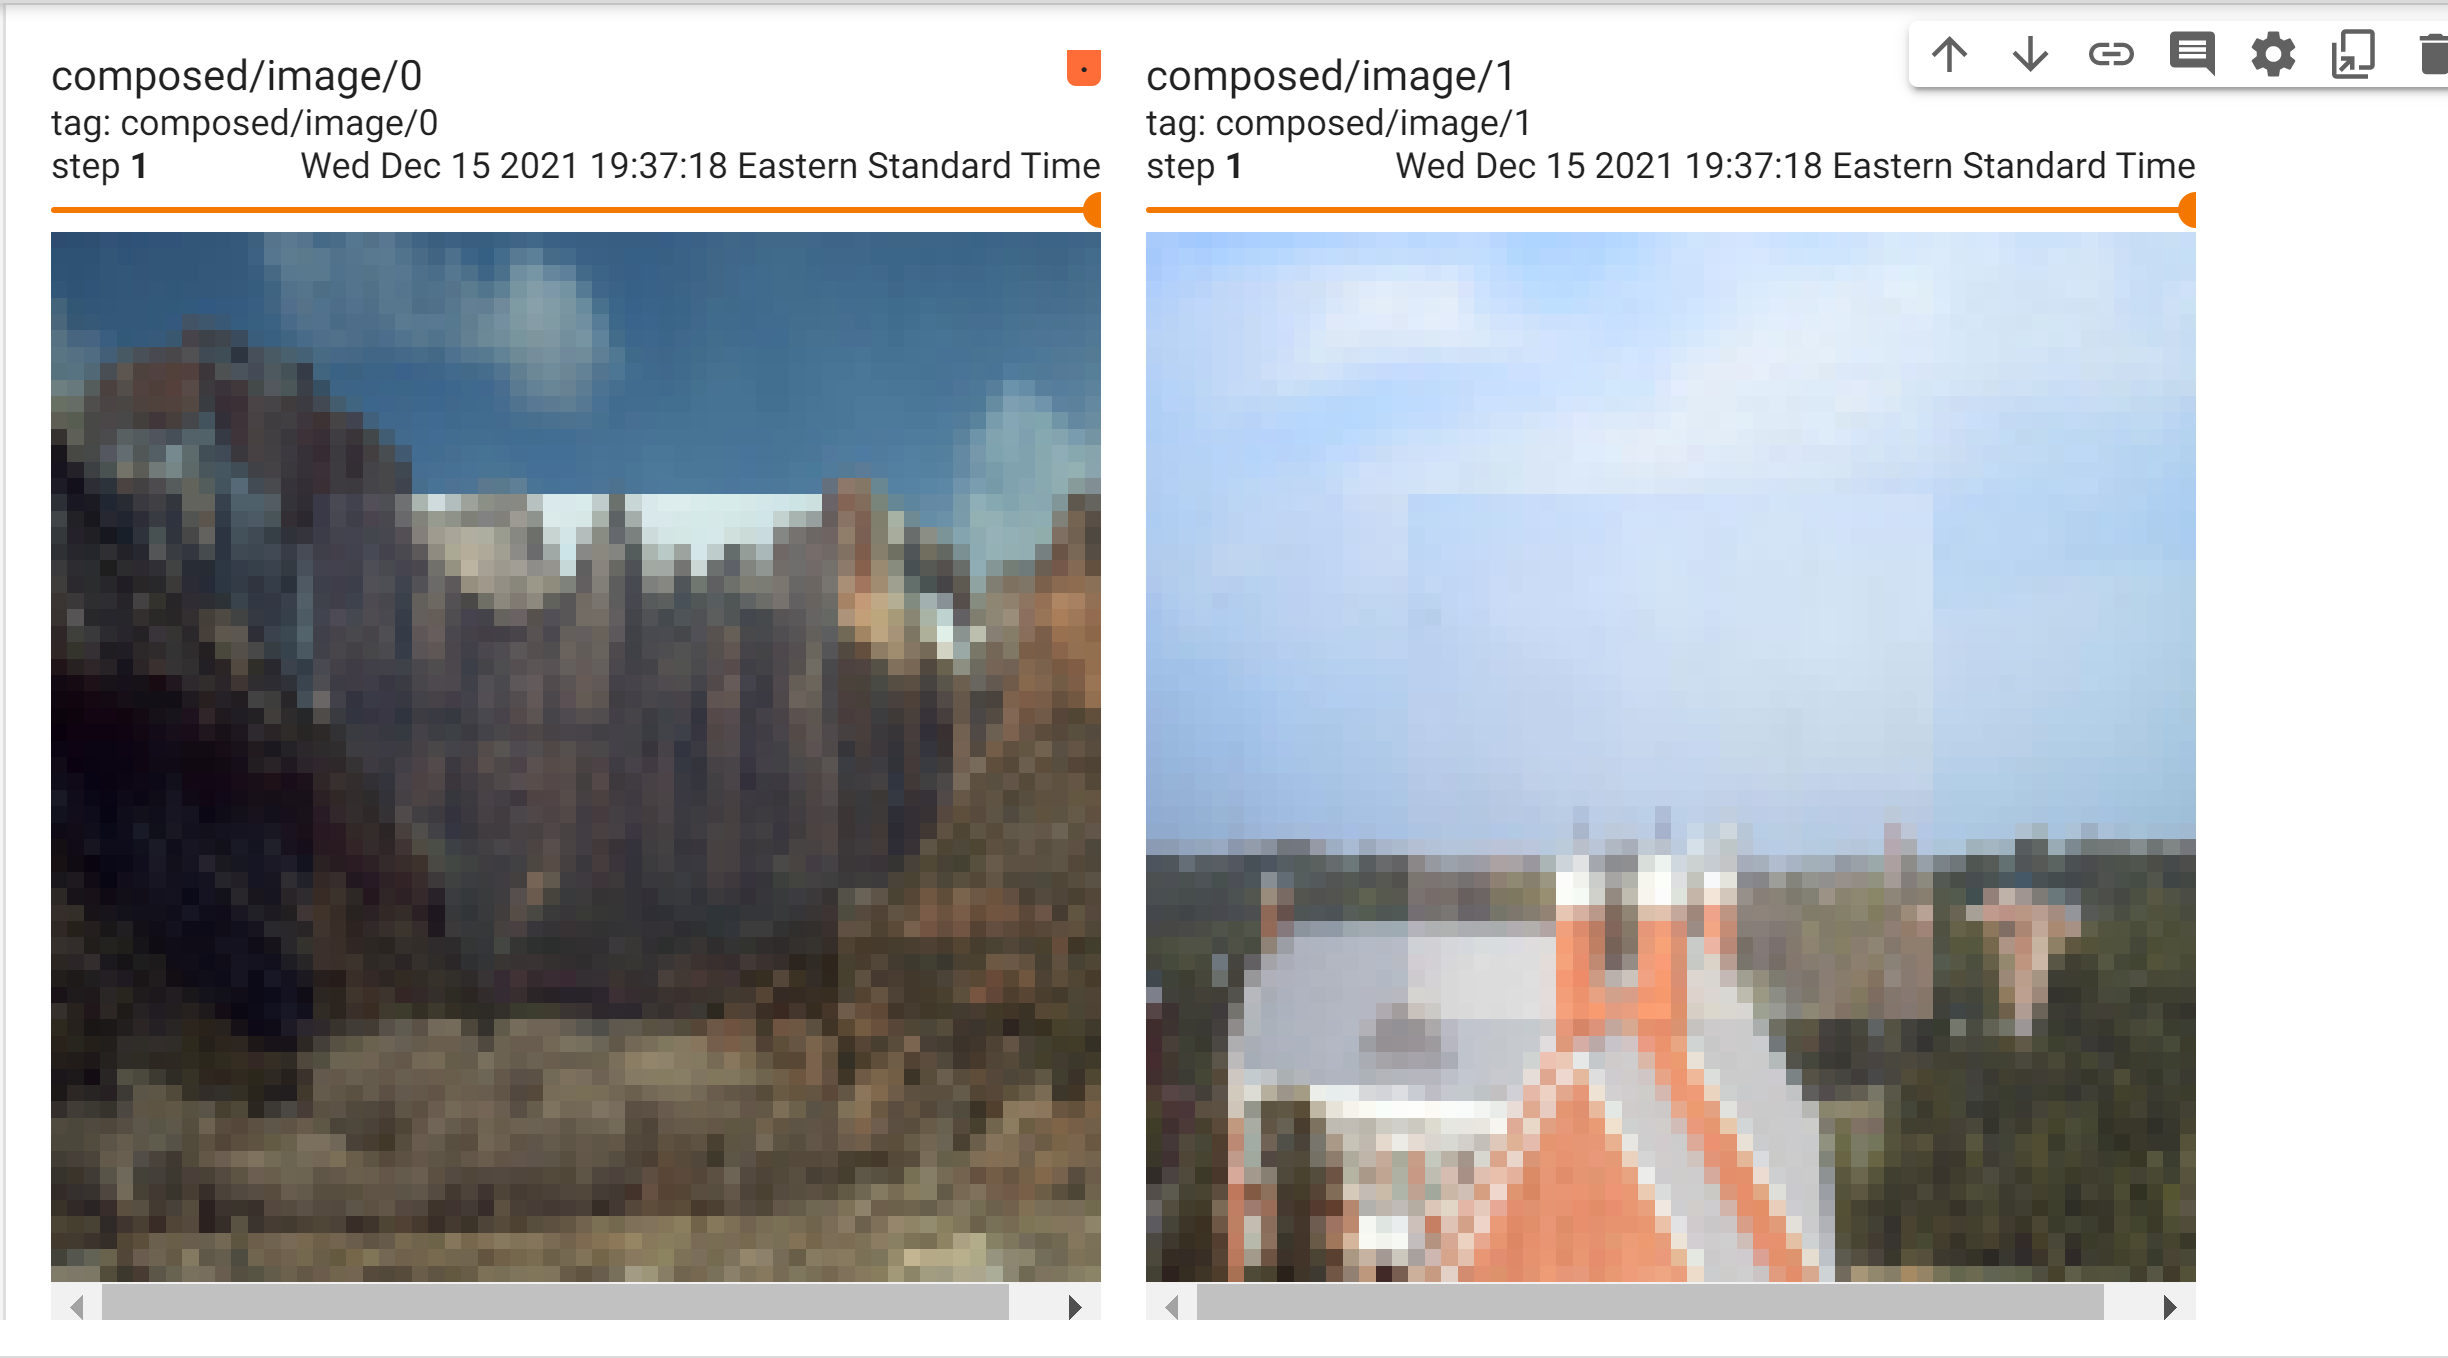 composed/image/0
tag: composed/image/0
step 1 Wed Dec 15 2021 19:37:18 Eastern Standard Time
.
composed/image/1
tag: composed/image/1
step 1 Wed Dec 15 2021 19:37:18 Eastern Standard Time